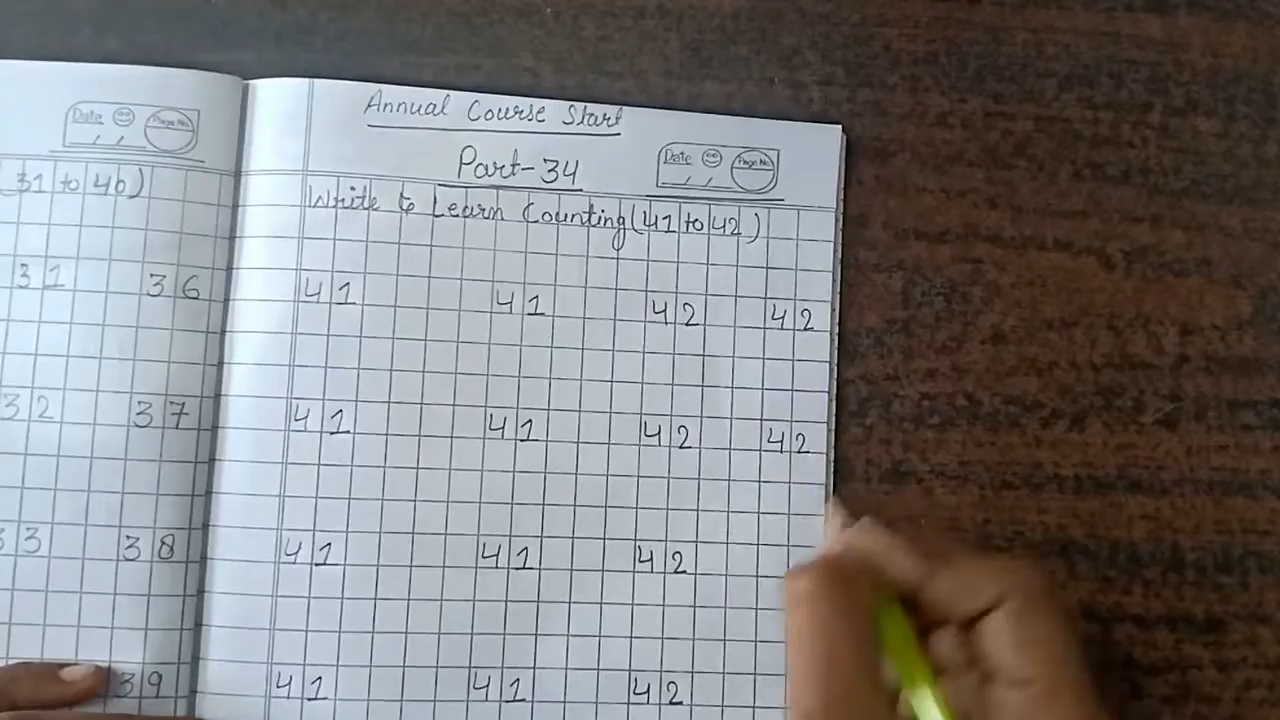 Date
Page No.
(31 to 40)
31 36
32 37
33 38
39
Annual Course Start
Part-34
Date
Page No.
Write to Learn Counting (41 to 42)
41 41 42 42
41 41 42 42
41 41 42
41 41 42